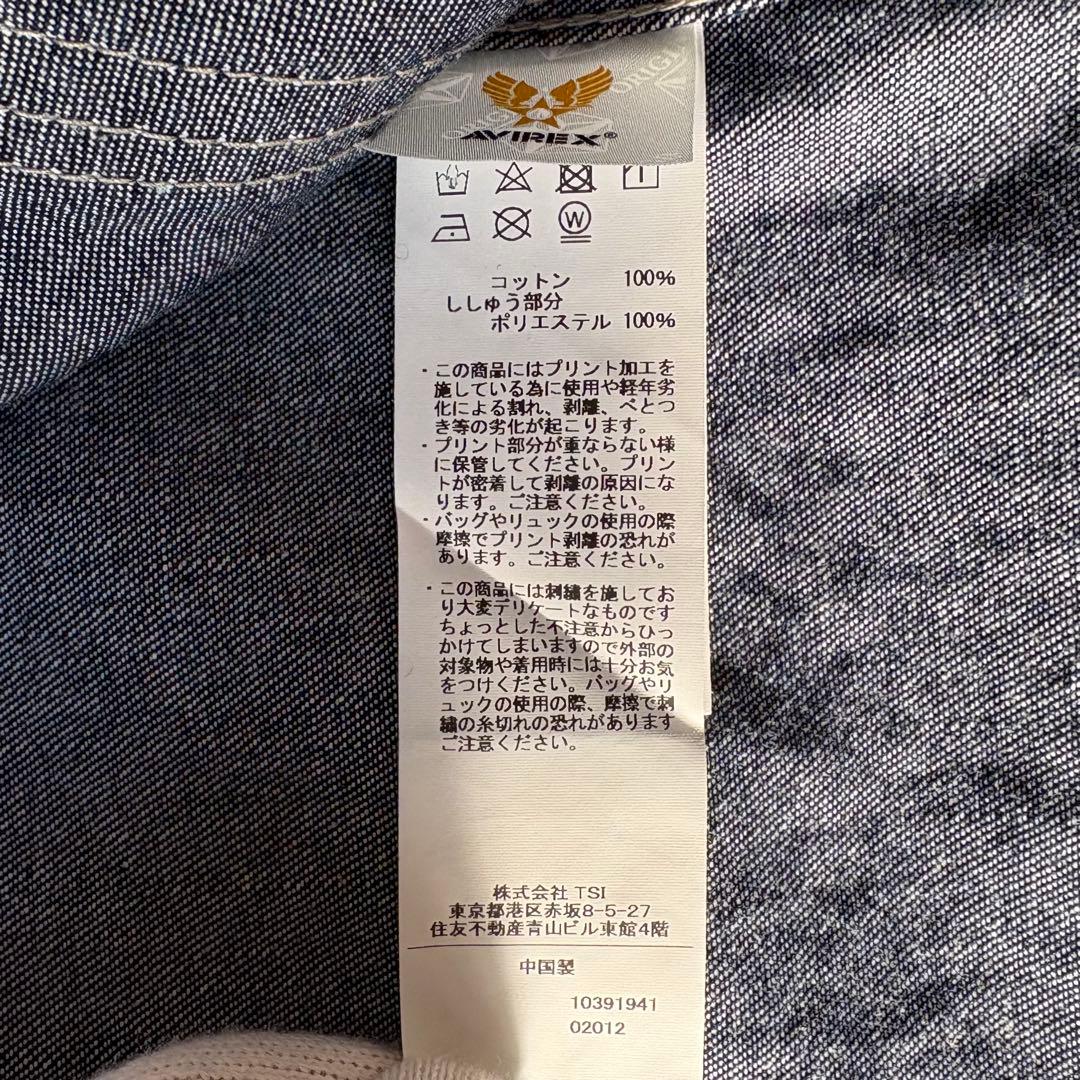 ORIGI
AVIREX®
W
コットン 100%
ししゅう部分
ポリエステル 100%
・この商品にはプリント加工を
施している為に使用や経年劣
化による割れ、剥離、べとつ
き等の劣化が起こります。
・プリント部分が重ならない様
に保管してください。プリン
トが密着して剥離の原因にな
ります。ご注意ください。
・バッグやリュックの使用の際
摩擦でプリント剥離の恐れが
あります。ご注意ください。
・この商品には刺繍を施してお
り大変デリケートなものです
ちょっとした不注意からひっ
かけてしまいますので外部の
対象物や着用時には十分お気
をつけください。バッグやリ
ュックの使用の際、摩擦で刺
繍の糸切れの恐れがあります
ご注意ください。
株式会社 TSI
東京都港区赤坂8-5-27
住友不動産青山ビル東館4階
中国製
10391941
02012